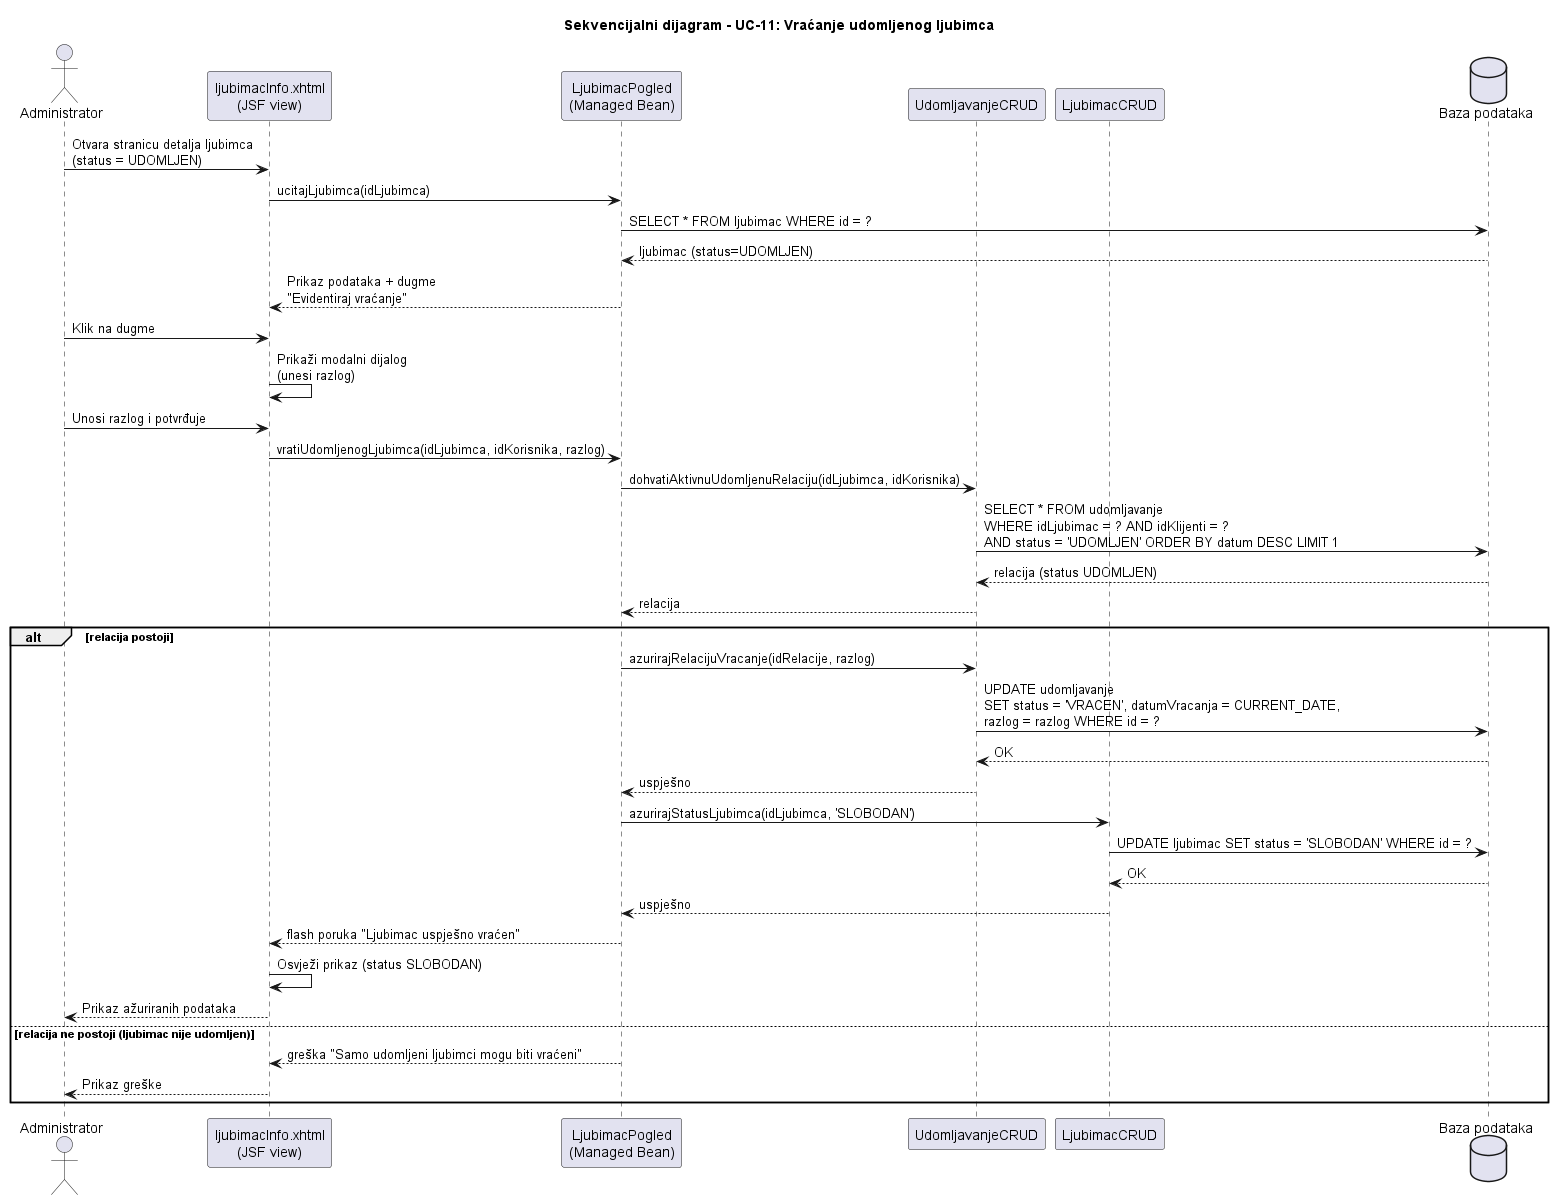 Sekvencijalni dijagram - UC-11: Vraćanje udomljenog ljubimca
Administrator
ljubimacInfo.xhtml
(JSF view)
LjubimacPogled
(Managed Bean)
UdomljavanjeCRUD
LjubimacCRUD
Baza podataka
Otvara stranicu detalja ljubimca
(status = UDOMLJEN)
ucitajLjubimca(idLjubimca)
SELECT * FROM ljubimac WHERE id = ?
ljubimac (status=UDOMLJEN)
Prikaz podataka + dugme
"Evidentiraj vraćanje"
Klik na dugme
Prikaži modalni dijalog
(unesi razlog)
Unosi razlog i potvrđuje
vratiUdomljenogLjubimca(idLjubimca, idKorisnika, razlog)
dohvatiAktivnuUdomljenuRelaciju(idLjubimca, idKorisnika)
SELECT * FROM udomljavanje
WHERE idLjubimac = ? AND idKlijenti = ?
AND status = 'UDOMLJEN' ORDER BY datum DESC LIMIT 1
relacija (status UDOMLJEN)
relacija
alt [relacija postoji]
azurirajRelacijuVracanje(idRelacije, razlog)
UPDATE udomljavanje
SET status = 'VRACEN', datumVracanja = CURRENT_DATE,
razlog = razlog WHERE id = ?
OK
uspješno
azurirajStatusLjubimca(idLjubimca, 'SLOBODAN')
UPDATE ljubimac SET status = 'SLOBODAN' WHERE id = ?
OK
uspješno
flash poruka "Ljubimac uspješno vraćen"
Osvježi prikaz (status SLOBODAN)
Prikaz ažuriranih podataka
[relacija ne postoji (ljubimac nije udomljen)]
greška "Samo udomljeni ljubimci mogu biti vraćeni"
Prikaz greške
Administrator
ljubimacInfo.xhtml
(JSF view)
LjubimacPogled
(Managed Bean)
UdomljavanjeCRUD
LjubimacCRUD
Baza podataka